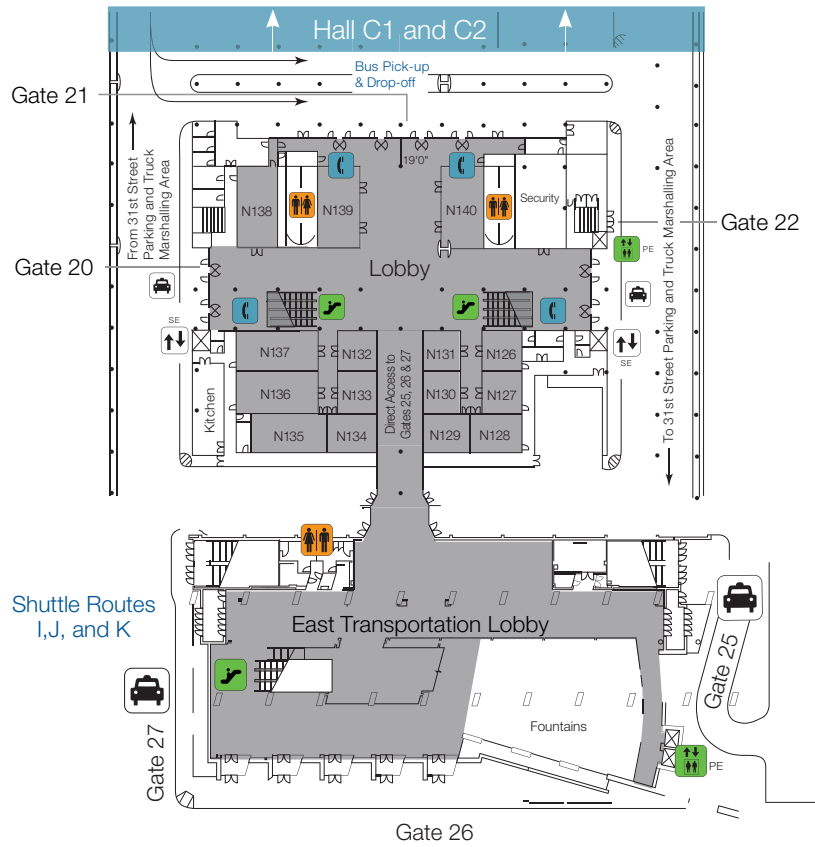 Hall C1 and C2
Bus Pick-up
& Drop-off
Gate 21
19'0"
From 31st Street
Parking and Truck
Marshalling Area
N138
N139
N140
Security
Gate 22
PE
Gate 20
Lobby
SE
SE
To 31st Street Parking and Truck Marshalling Area
N137
N132
N131
N126
Direct Access to
Gates 25, 26 & 27
N136
N133
N130
N127
Kitchen
N135
N134
N129
N128
Shuttle Routes
I,J, and K
East Transportation Lobby
Gate 25
Fountains
Gate 27
PE
Gate 26